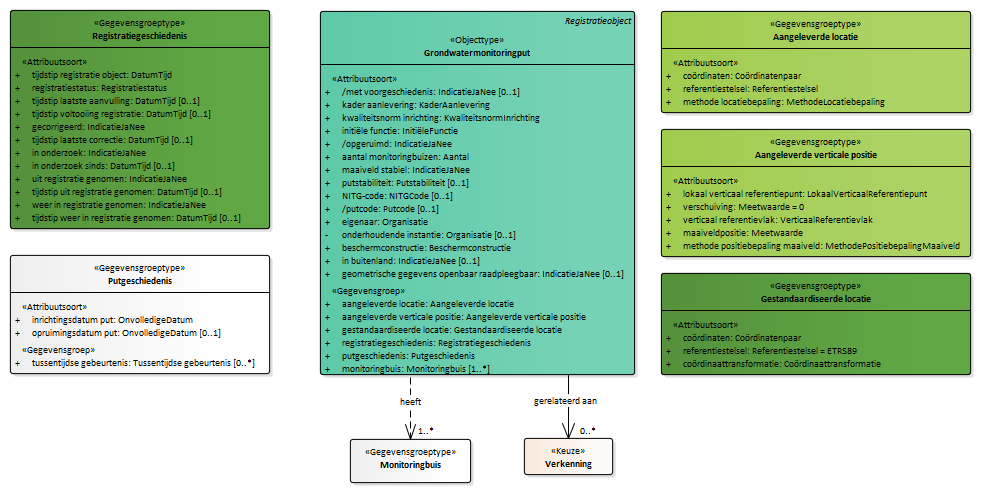 «Gegevensgroeptype»
Registratiegeschiedenis
«Attribuutsoort»
+ tijdstip registratie object: DatumTijd
+ registratiestatus: Registratiestatus
+ tijdstip laatste aanvulling: DatumTijd [0..1]
+ tijdstip voltooiing registratie: DatumTijd [0..1]
+ gecorrigeerd: IndicatieJaNee
+ tijdstip laatste correctie: DatumTijd [0..1]
+ in onderzoek: IndicatieJaNee
+ in onderzoek sinds: DatumTijd [0..1]
+ uit registratie genomen: IndicatieJaNee
+ tijdstip uit registratie genomen: DatumTijd [0..1]
+ weer in registratie genomen: IndicatieJaNee
+ tijdstip weer in registratie genomen: DatumTijd [0..1]
«Gegevensgroeptype»
Putgeschiedenis
«Attribuutsoort»
+ inrichtingsdatum put: OnvolledigeDatum
+ opruimingsdatum put: OnvolledigeDatum [0..1]
«Gegevensgroep»
+ tussentijdse gebeurtenis: Tussentijdse gebeurtenis [0..*]
Registratieobject
«Objecttype»
Grondwatermonitoringput
«Attribuutsoort»
+ /met voorgeschiedenis: IndicatieJaNee [0..1]
+ kader aanlevering: KaderAanlevering
+ kwaliteitsnorm inrichting: KwaliteitsnormInrichting
+ initiële functie: InitiëleFunctie
+ /opgeruimd: IndicatieJaNee
+ aantal monitoringbuizen: Aantal
+ maaiveld stabiel: IndicatieJaNee
+ putstabiliteit: Putstabiliteit [0..1]
+ NITG-code: NITGCode [0..1]
+ /putcode: Putcode [0..1]
+ eigenaar: Organisatie
- onderhoudende instantie: Organisatie [0..1]
+ beschermconstructie: Beschermconstructie
+ in buitenland: IndicatieJaNee [0..1]
+ geometrische gegevens openbaar raadpleegbaar: IndicatieJaNee [0..1]
«Gegevensgroep»
+ aangeleverde locatie: Aangeleverde locatie
+ aangeleverde verticale positie: Aangeleverde verticale positie
+ gestandaardiseerde locatie: Gestandaardiseerde locatie
+ registratiegeschiedenis: Registratiegeschiedenis
+ putgeschiedenis: Putgeschiedenis
+ monitoringbuis: Monitoringbuis [1..*]
heeft
1..*
«Gegevensgroeptype»
Monitoringbuis
gerelateerd aan
0..*
«Keuze»
Verkenning
«Gegevensgroeptype»
Aangeleverde locatie
«Attribuutsoort»
+ coördinaten: Coördinatenpaar
+ referentiestelsel: Referentiestelsel
+ methode locatiebepaling: MethodeLocatiebepaling
«Gegevensgroeptype»
Aangeleverde verticale positie
«Attribuutsoort»
+ lokaal verticaal referentiepunt: LokaalVerticaalReferentiepunt
+ verschuiving: Meetwaarde = 0
+ verticaal referentievlak: VerticaalReferentievlak
+ maaiveldpositie: Meetwaarde
+ methode positiebepaling maaiveld: MethodePositiebepalingMaaiveld
«Gegevensgroeptype»
Gestandaardiseerde locatie
«Attribuutsoort»
+ coördinaten: Coördinatenpaar
+ referentiestelsel: Referentiestelsel = ETRS89
+ coördinaattransformatie: Coördinaattransformatie